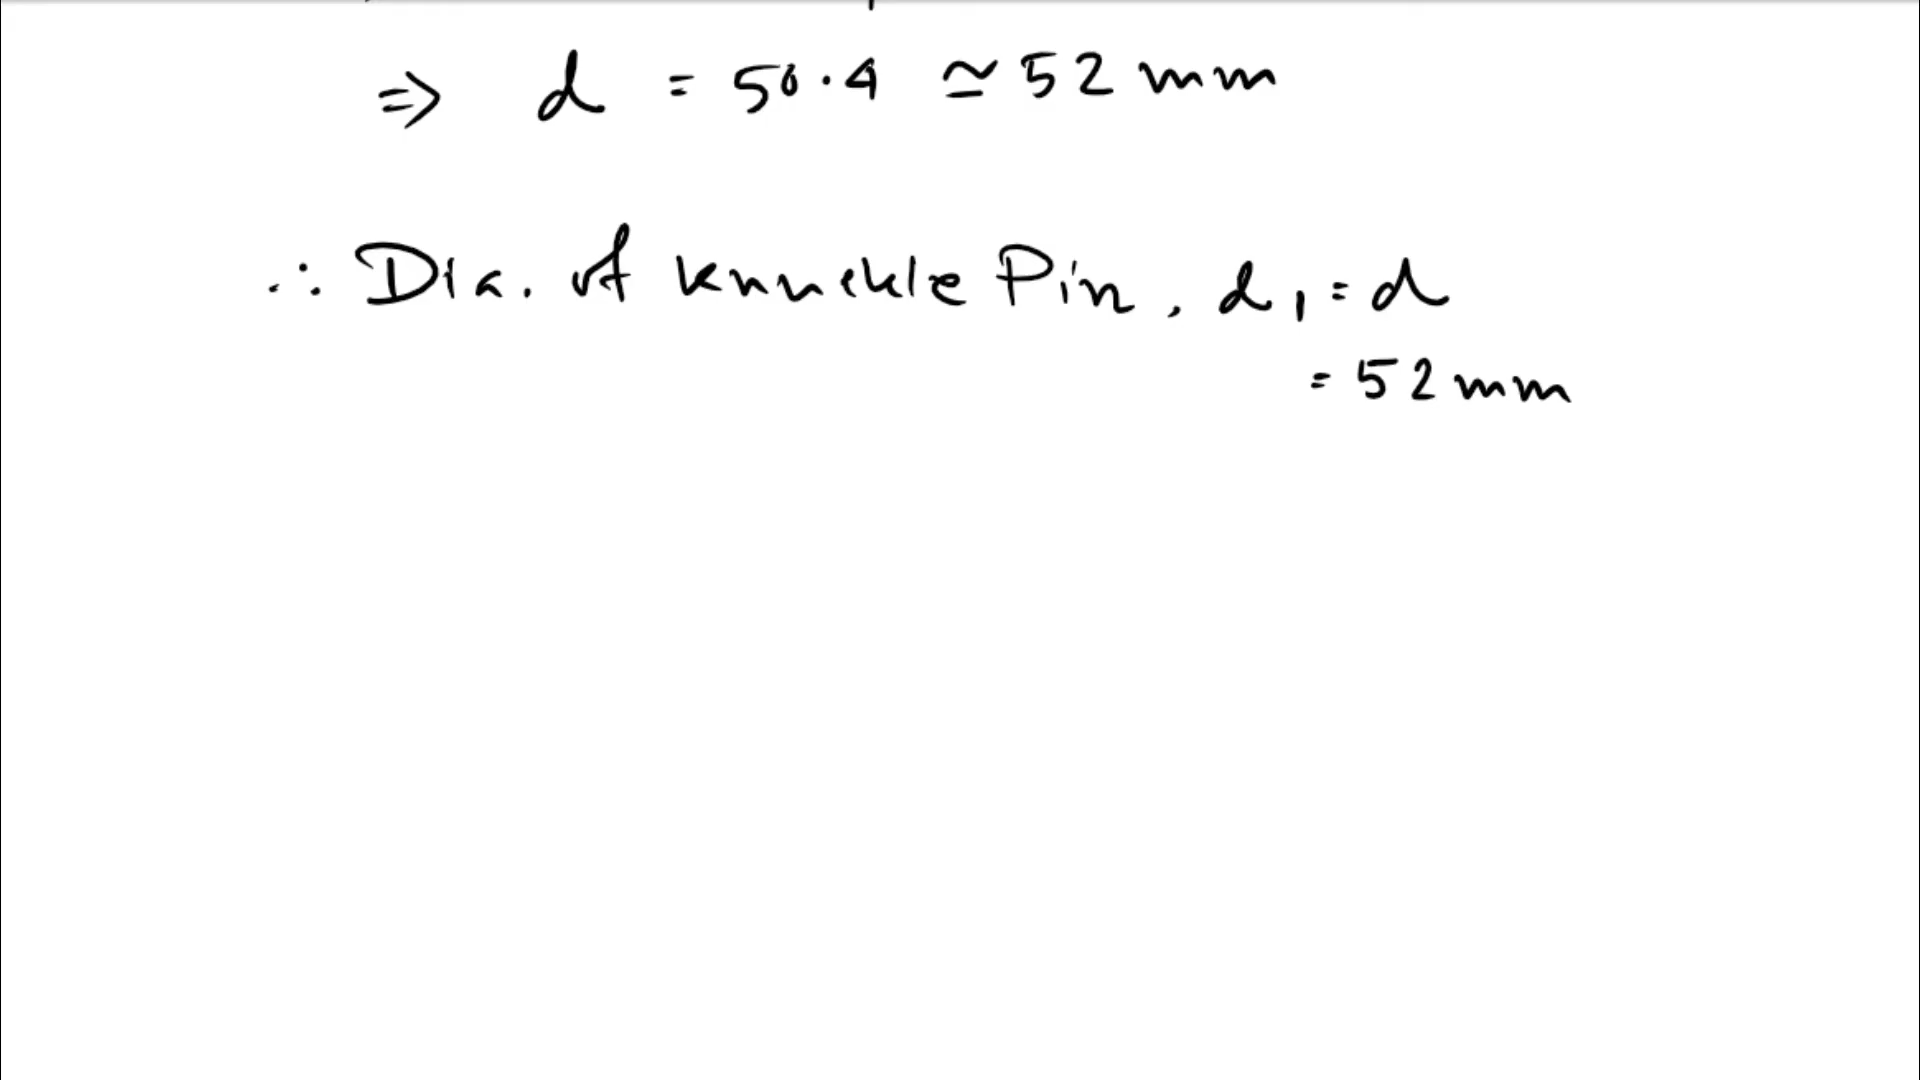 ⇒ d = 50.4 ≃ 52 mm
∴ Dia. of knuckle Pin, d₁ = d
= 52 mm